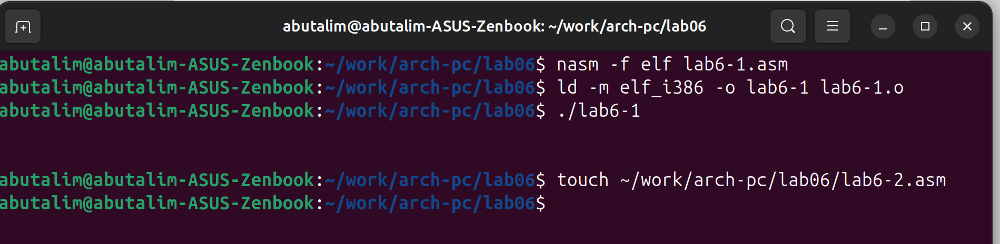 abutalim@abutalim-ASUS-Zenbook: ~/work/arch-pc/lab06
abutalim@abutalim-ASUS-Zenbook:~/work/arch-pc/lab06$ nasm -f elf lab6-1.asm
abutalim@abutalim-ASUS-Zenbook:~/work/arch-pc/lab06$ ld -m elf_i386 -o lab6-1 lab6-1.o
abutalim@abutalim-ASUS-Zenbook:~/work/arch-pc/lab06$ ./lab6-1
abutalim@abutalim-ASUS-Zenbook:~/work/arch-pc/lab06$ touch ~/work/arch-pc/lab06/lab6-2.asm
abutalim@abutalim-ASUS-Zenbook:~/work/arch-pc/lab06$